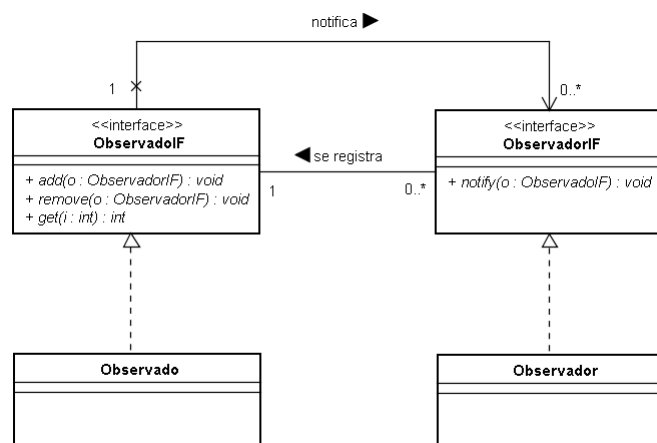 notifica ▶
1
0..*
<<interface>>
ObservadoIF
+ add(o : ObservadorIF) : void
+ remove(o : ObservadorIF) : void
+ get(i : int) : int
◀ se registra
1
0..*
<<interface>>
ObservadorIF
+ notify(o : ObservadoIF) : void
Observado
Observador